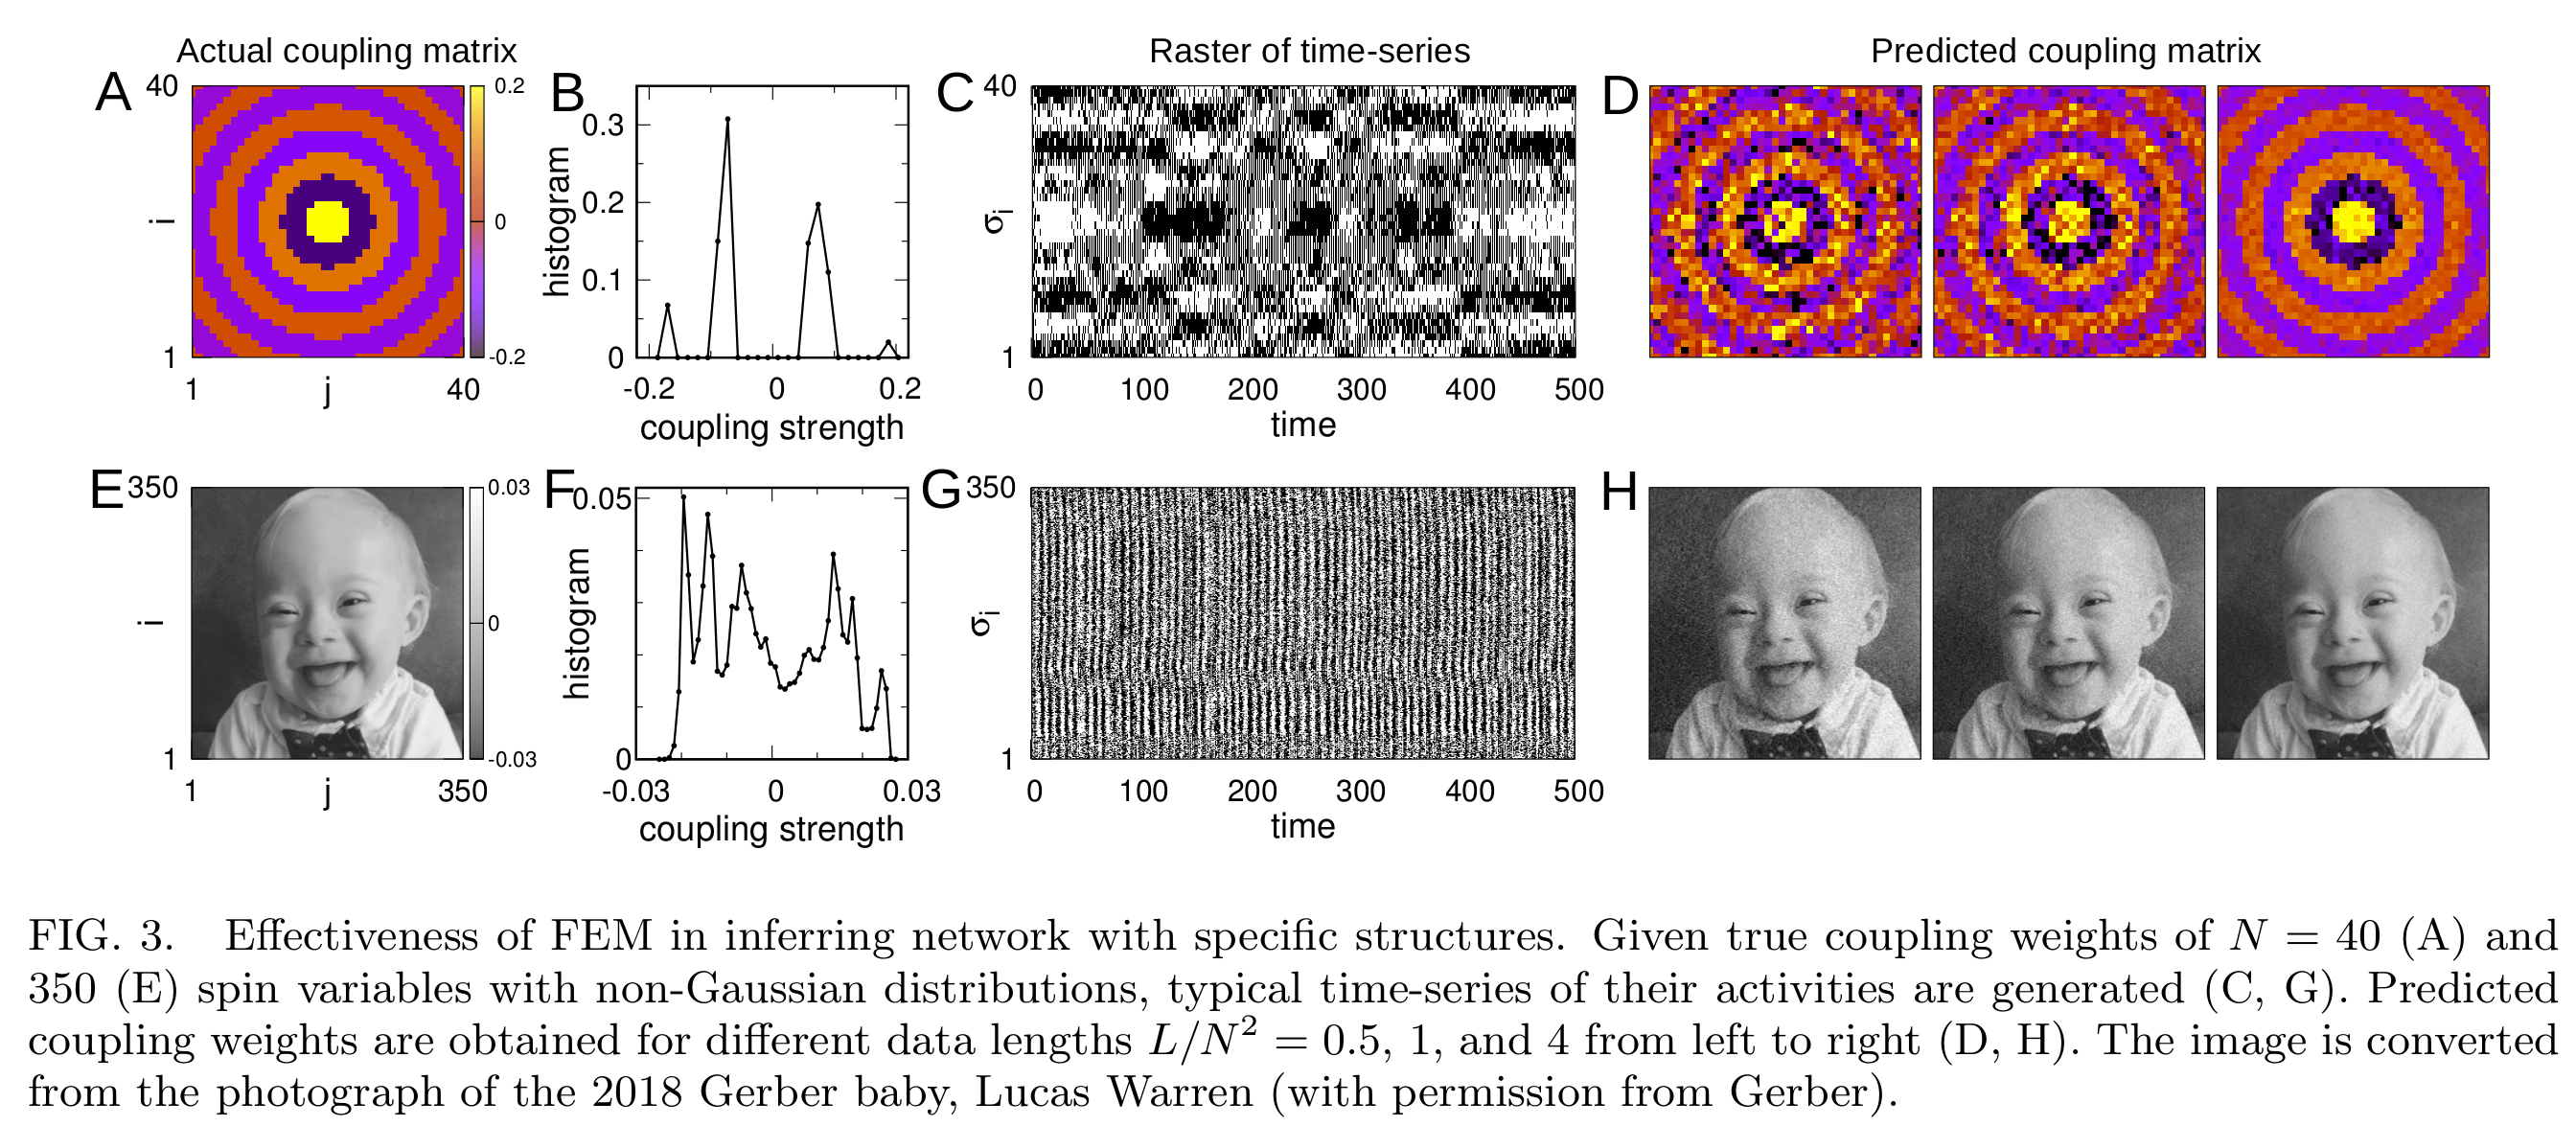 Actual coupling matrix
Raster of time-series
Predicted coupling matrix
A
40
i
1
1
j
40
0.2
0
-0.2
B
histogram
0.3
0.2
0.1
0
-0.2
0
0.2
coupling strength
C
40
σi
1
0
100
200
300
400
500
time
D
E
350
i
1
1
j
350
0.03
0
-0.03
F
0.05
histogram
0
-0.03
0
0.03
coupling strength
G
350
σi
1
0
100
200
300
400
500
time
H
FIG. 3. Effectiveness of FEM in inferring network with specific structures. Given true coupling weights of N = 40 (A) and
350 (E) spin variables with non-Gaussian distributions, typical time-series of their activities are generated (C, G). Predicted
coupling weights are obtained for different data lengths L/N² = 0.5, 1, and 4 from left to right (D, H). The image is converted
from the photograph of the 2018 Gerber baby, Lucas Warren (with permission from Gerber).